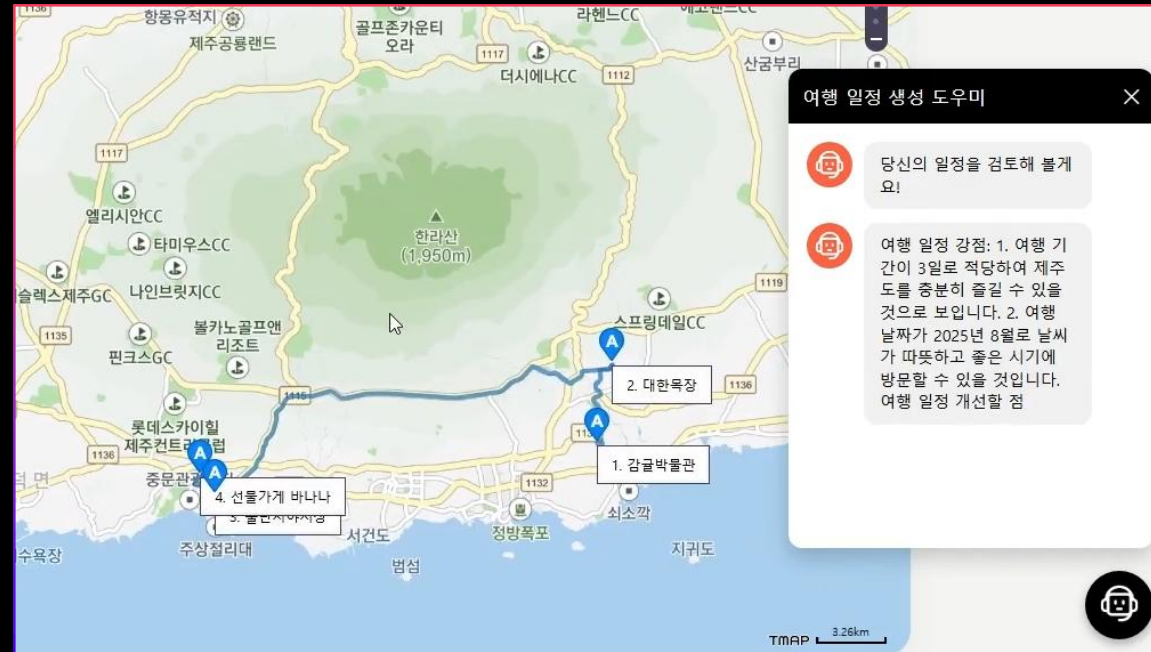 1136
항몽유적지
제주공룡랜드
골프존카운티
오라
라헨느CC
1117
더시에나CC
1112
산굼부리
1117
엘리시안CC
타미우스CC
나인브릿지CC
슬렉스제주GC
한라산
(1,950m)
1119
스프링데일CC
볼카노골프앤
리조트
1135
핀크스GC
2. 대한목장
1136
1115
롯데스카이힐
1136
1. 감귤박물관
4. 선물가게 바나나
1132
쇠소깍
정방폭포
서건도
주상절리대
수욕장
범섬
지귀도
TMAP
3.26km
여행 일정 생성 도우미
당신의 일정을 검토해 볼게
요!
여행 일정 강점: 1. 여행 기
간이 3일로 적당하여 제주
도를 충분히 즐길 수 있을
것으로 보입니다. 2. 여행
날짜가 2025년 8월로 날씨
가 따뜻하고 좋은 시기에
방문할 수 있을 것입니다.
여행 일정 개선할 점